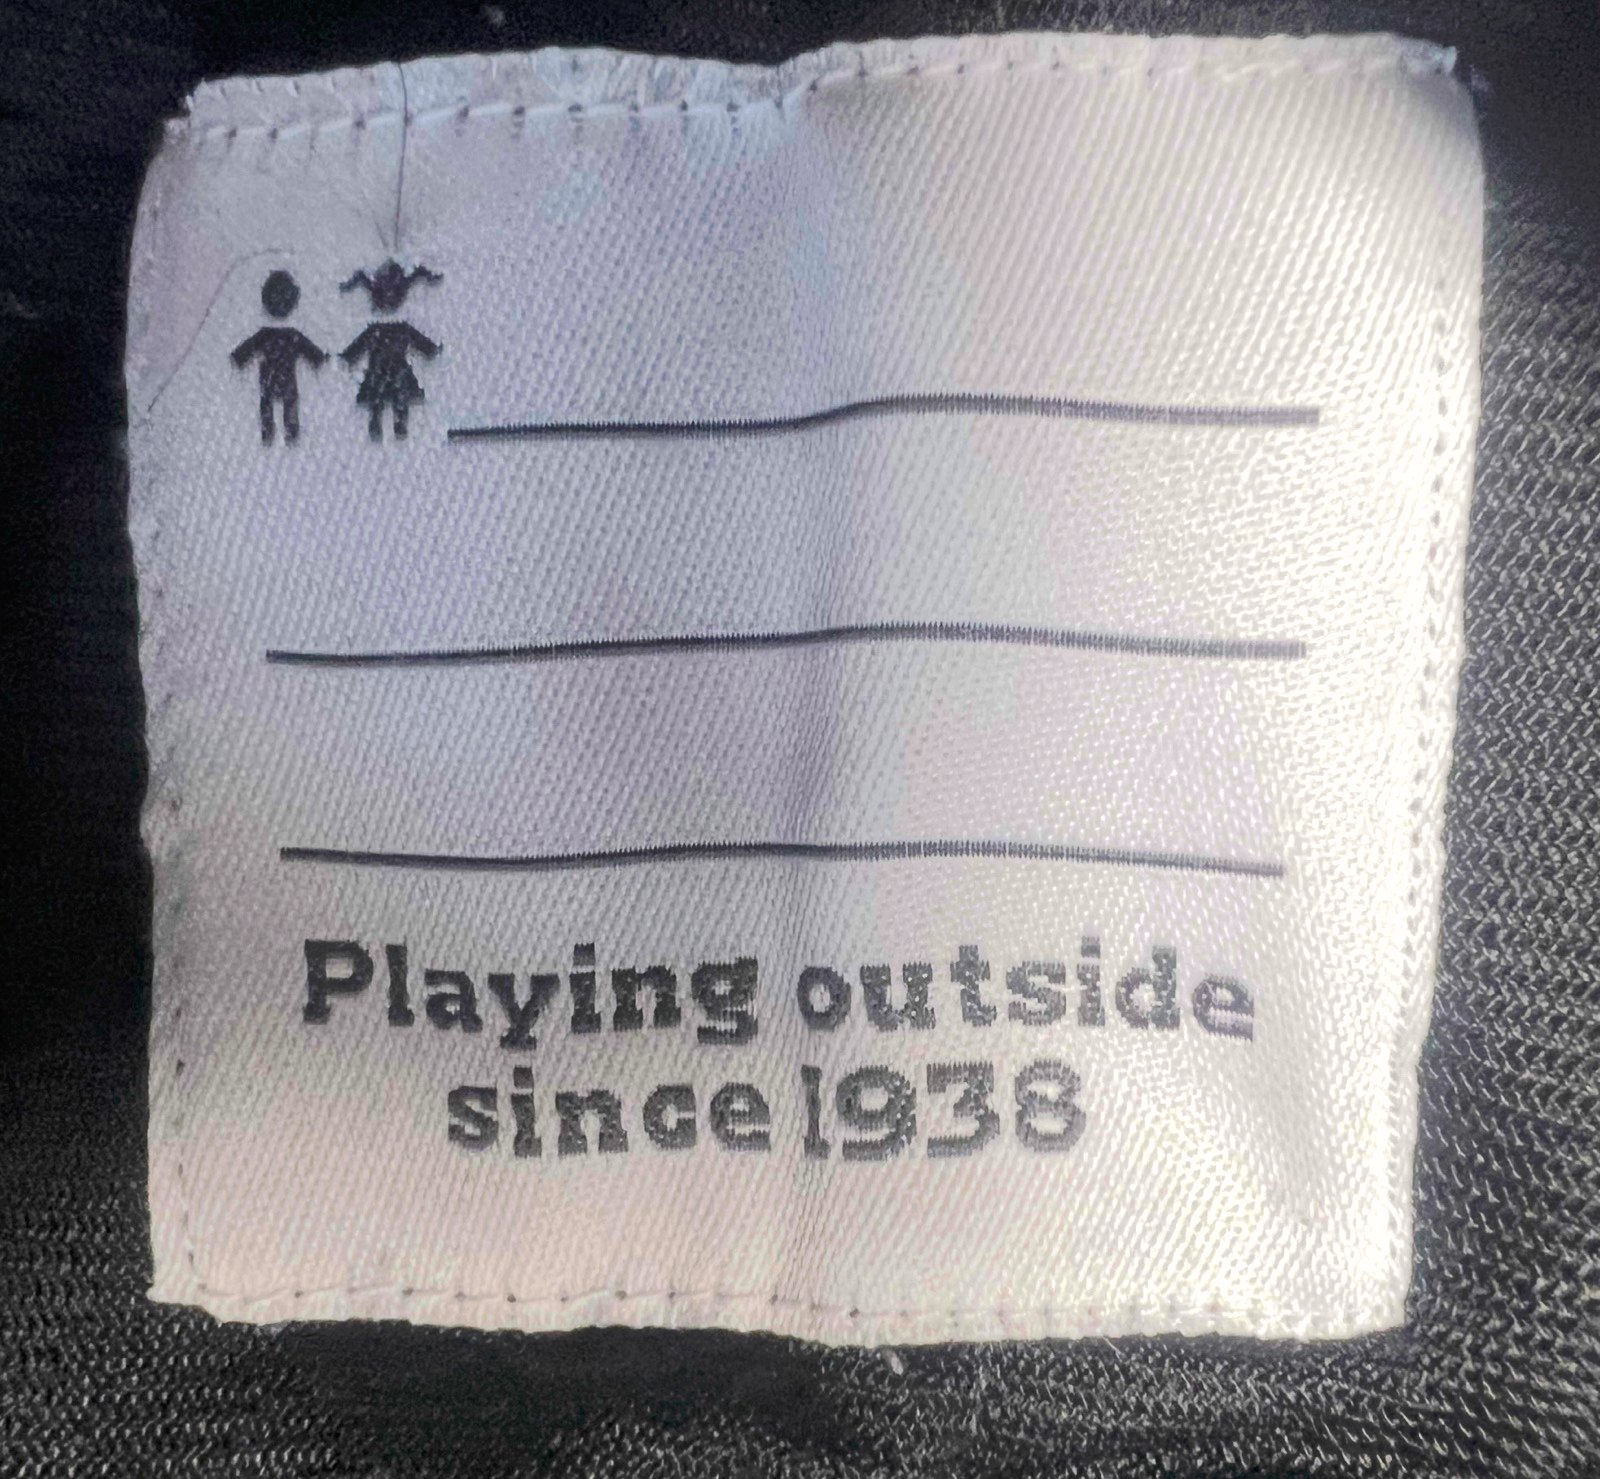 Playing outside
since 1938